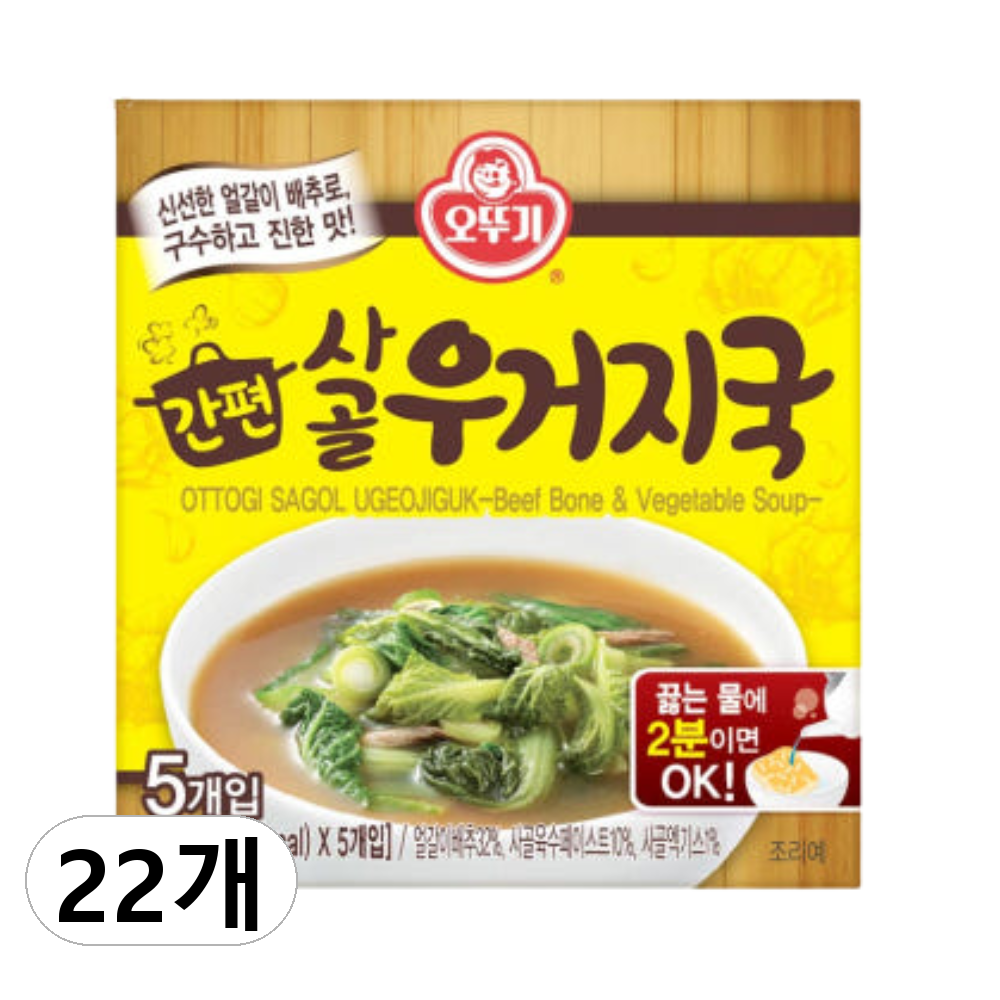 신선한 얼갈이 배추로,
구수하고 진한 맛!
오뚜기
®
간편 사골우거지국
OTTOGI SAGOL UGEOJIGUK-Beef Bone & Vegetable Soup-
끓는 물에
2분이면
OK!
5개입
X 5개입] / 얼갈이배추32%, 사골육수페이스트10%, 사골엑기스1%
조리예
22개